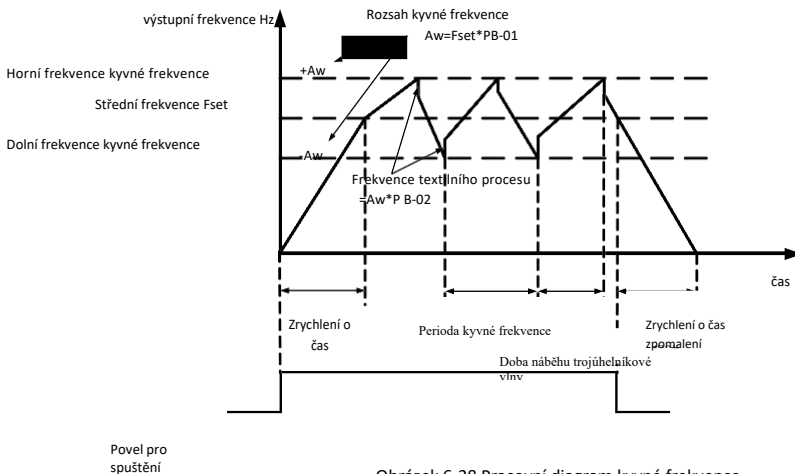 výstupní frekvence Hz
Rozsah kyvné frekvence
Aw=Fset*PB-01
Horní frekvence kyvné frekvence
+Aw
Střední frekvence Fset
Dolní frekvence kyvné frekvence
-Aw
Frekvence textilního procesu
=Aw*P B-02
čas
Zrychlení o
čas
Perioda kyvné frekvence
Zrychlení o čas
zpomalení
Doba náběhu trojúhelníkové
vlny
Povel pro
spuštění
Obrázek 6-28 Pracovní diagram kyvné frekvence